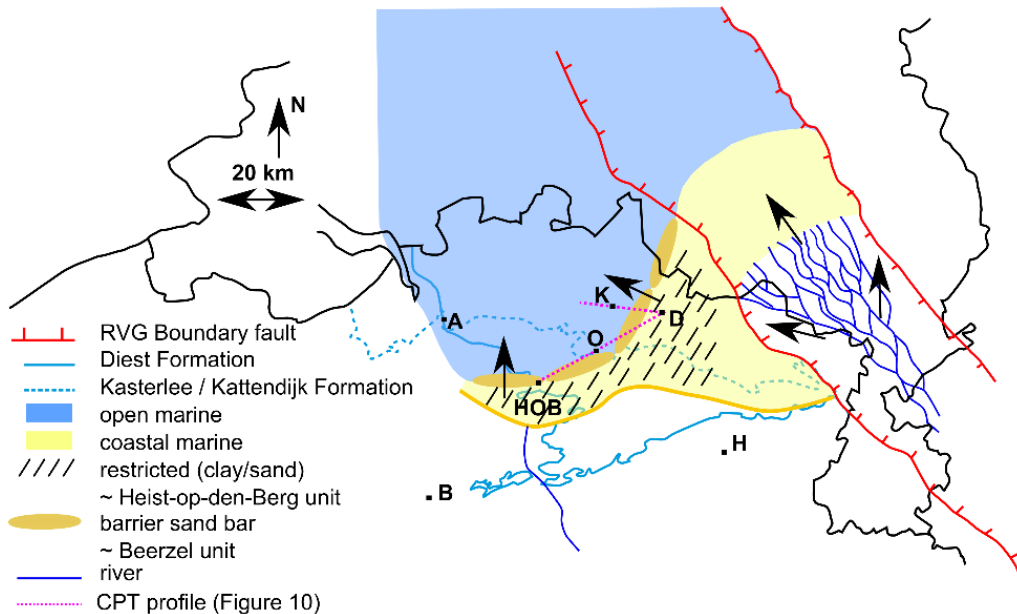 N
20 km
K
D
A
O
HOB
H
B
RVG Boundary fault
Diest Formation
Kasterlee / Kattendijk Formation
open marine
coastal marine
restricted (clay/sand)
~ Heist-op-den-Berg unit
barrier sand bar
~ Beerzel unit
river
CPT profile (Figure 10)